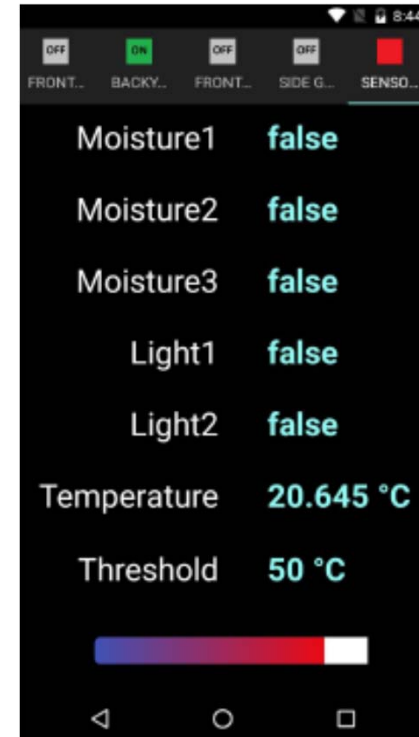 8:44
OFF ON OFF OFF
FRONT... BACKY... FRONT... SIDE G... SENSO...
Moisture1 false
Moisture2 false
Moisture3 false
Light1 false
Light2 false
Temperature 20.645 °C
Threshold 50 °C